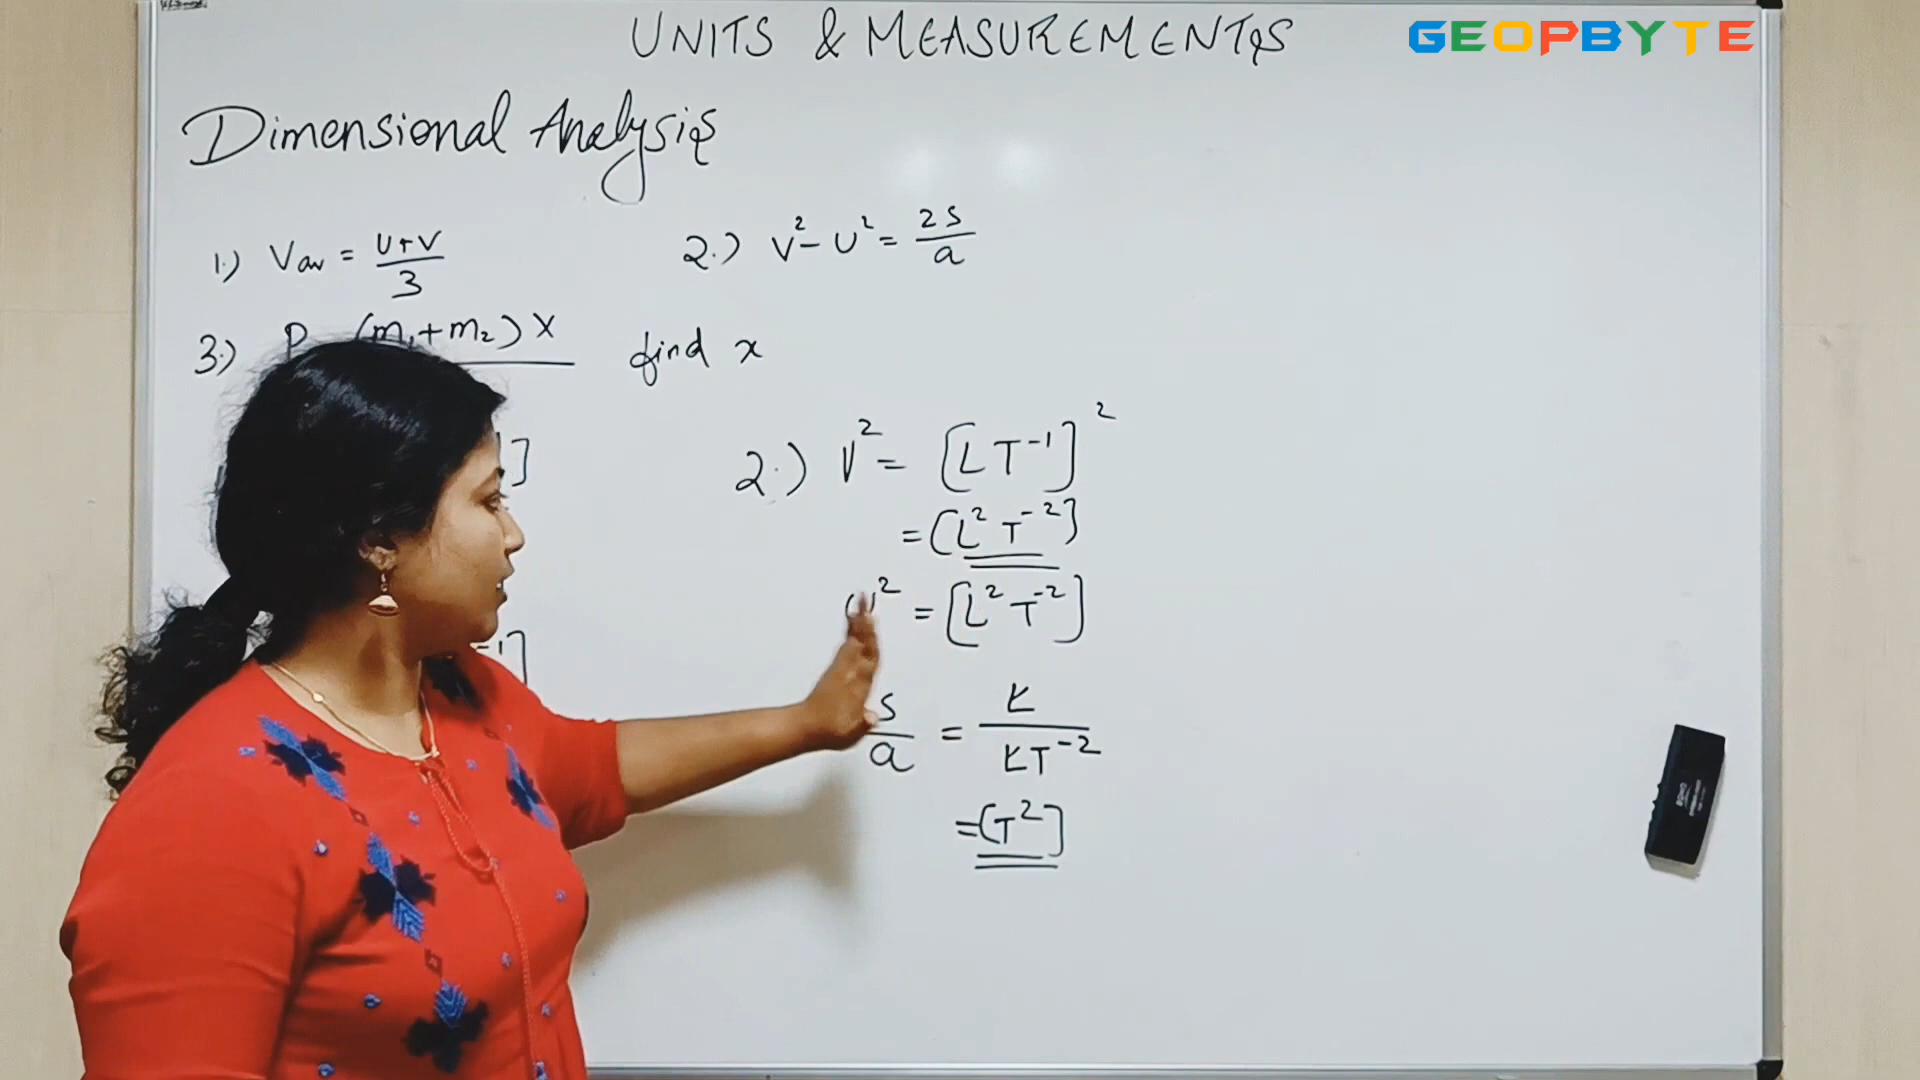 UNITS & MEASUREMENTS
GEOPBYTE
Dimensional Analysis
1.) Vav = U+V / 3
2.) V² - U² = 2S / a
3.) P (m₁+m₂) X find x
2.) V² = [L T⁻¹]²
= [L² T⁻²]
U² = [L² T⁻²]
S / a = L / LT⁻²
= [T²]